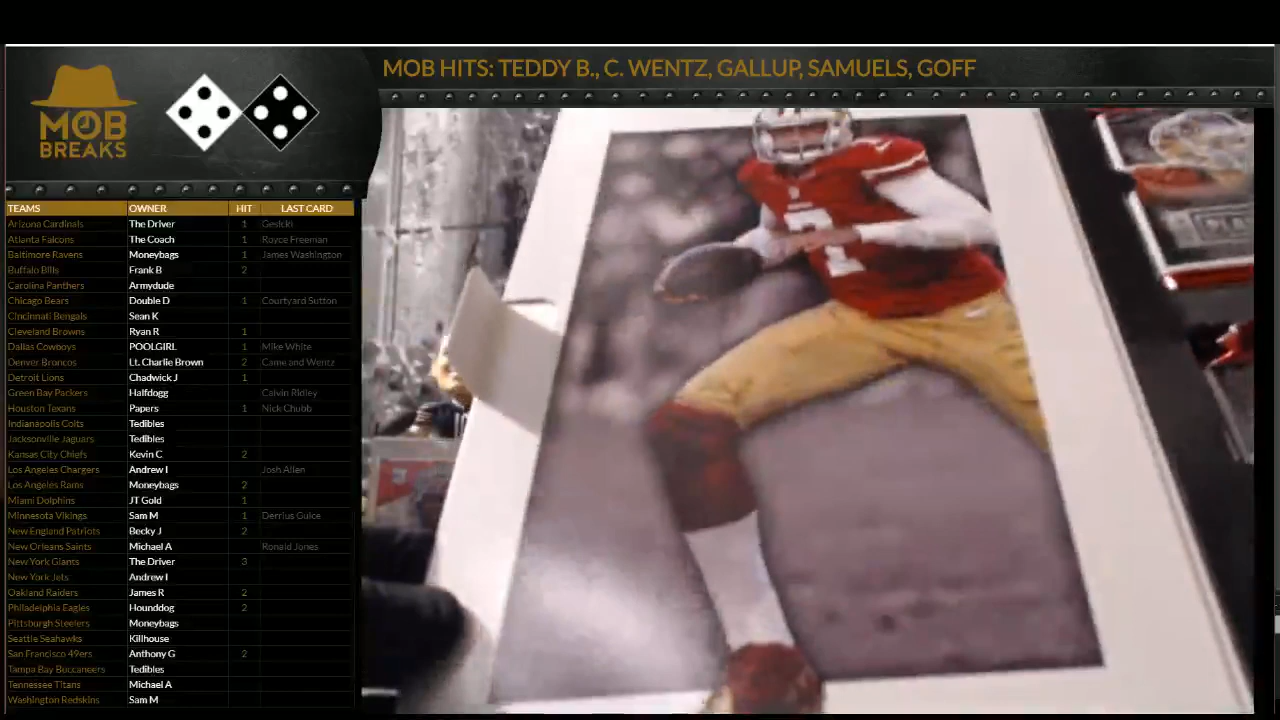 MOB HITS: TEDDY B., C. WENTZ, GALLUP, SAMUELS, GOFF
MOB
BREAKS
TEAMS OWNER HIT LAST CARD
Arizona Cardinals The Driver 1 Gesicki
Atlanta Falcons The Coach 1 Royce Freeman
Baltimore Ravens Moneybags 1 James Washington
Buffalo Bills Frank B 2
Carolina Panthers Armydude
Chicago Bears Double D 1 Courtyard Sutton
Cincinnati Bengals Sean K
Cleveland Browns Ryan R 1
Dallas Cowboys POOLGIRL 1 Mike White
Denver Broncos Lt. Charlie Brown 2 Came and Wentz
Detroit Lions Chadwick J 1
Green Bay Packers Halfdogg Calvin Ridley
Houston Texans Papers 1 Nick Chubb
Indianapolis Colts Tedibles
Jacksonville Jaguars Tedibles
Kansas City Chiefs Kevin C 2
Los Angeles Chargers Andrew I Josh Allen
Los Angeles Rams Moneybags 2
Miami Dolphins JT Gold 1
Minnesota Vikings Sam M 1 Derrius Guice
New England Patriots Becky J 2
New Orleans Saints Michael A Ronald Jones
New York Giants The Driver 3
New York Jets Andrew I
Oakland Raiders James R 2
Philadelphia Eagles Hounddog 2
Pittsburgh Steelers Moneybags
Seattle Seahawks Killhouse
San Francisco 49ers Anthony G 2
Tampa Bay Buccaneers Tedibles
Tennessee Titans Michael A
Washington Redskins Sam M
7